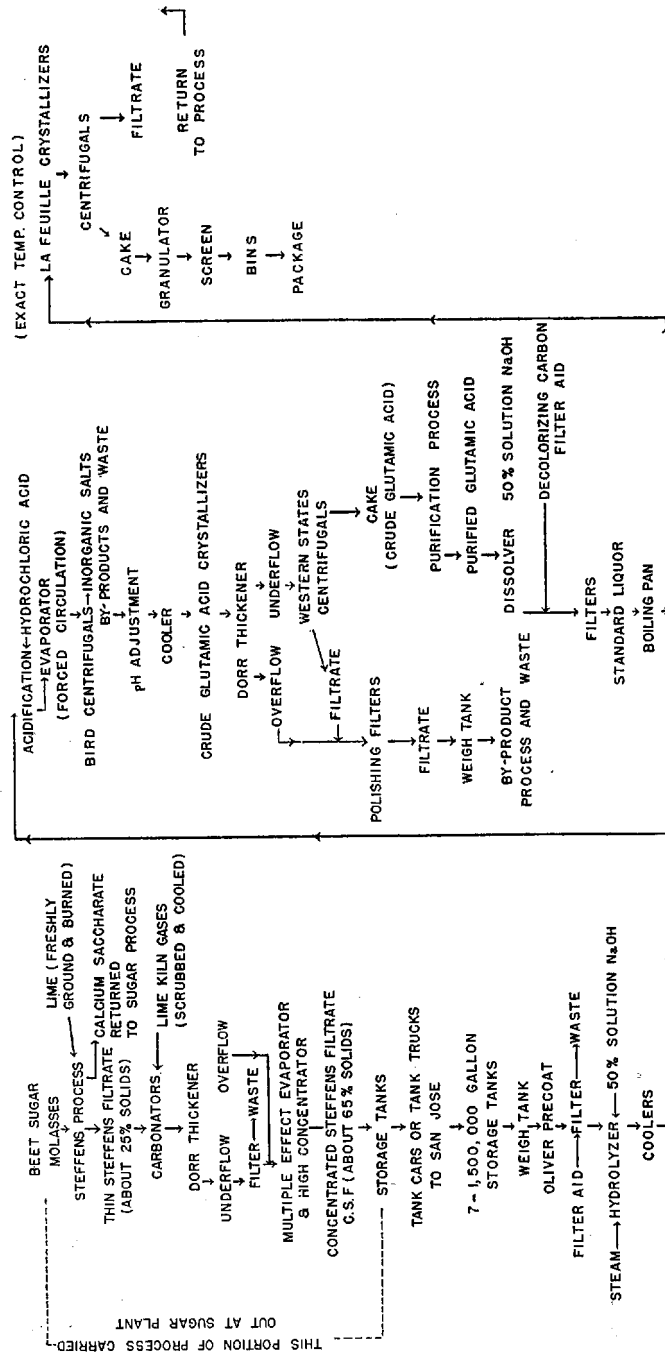 BEET SUGAR
MOLASSES
LIME (FRESHLY
GROUND & BURNED)
STEFFENS PROCESS
CALCIUM SACCHARATE
RETURNED
TO SUGAR PROCESS
THIN STEFFENS FILTRATE
(ABOUT 25% SOLIDS)
CARBONATORS
LIME KILN GASES
(SCRUBBED & COOLED)
DORR THICKENER
UNDERFLOW OVERFLOW
FILTER WASTE
MULTIPLE EFFECT EVAPORATOR
& HIGH CONCENTRATOR
CONCENTRATED STEFFENS FILTRATE
C.S.F (ABOUT 65% SOLIDS)
STORAGE TANKS
THIS PORTION OF PROCESS CARRIED
OUT AT SUGAR PLANT
TANK CARS OR TANK TRUCKS
TO SAN JOSE
7-1,500,000 GALLON
STORAGE TANKS
WEIGH TANK
OLIVER PRECOAT
FILTER AID FILTER WASTE
STEAM HYDROLYZER 50% SOLUTION NaOH
COOLERS
ACIDIFICATION HYDROCHLORIC ACID
EVAPORATOR
(FORCED CIRCULATION)
BIRD CENTRIFUGALS INORGANIC SALTS
BY-PRODUCTS AND WASTE
pH ADJUSTMENT
COOLER
CRUDE GLUTAMIC ACID CRYSTALLIZERS
DORR THICKENER
OVERFLOW UNDERFLOW
WESTERN STATES
CENTRIFUGALS
FILTRATE
POLISHING FILTERS
FILTRATE
WEIGH TANK
BY-PRODUCT
PROCESS AND WASTE
CAKE
(CRUDE GLUTAMIC ACID)
PURIFICATION PROCESS
PURIFIED GLUTAMIC ACID
DISSOLVER 50% SOLUTION NaOH
DECOLORIZING CARBON
FILTER AID
FILTERS
STANDARD LIQUOR
BOILING PAN
(EXACT TEMP. CONTROL)
LA FEUILLE CRYSTALLIZERS
CENTRIFUGALS
CAKE
GRANULATOR
SCREEN
BINS
PACKAGE
FILTRATE
RETURN
TO PROCESS